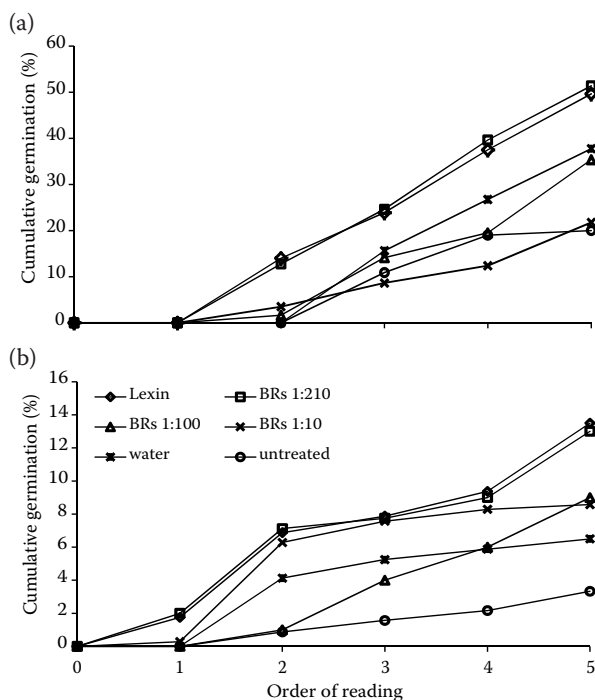 (a)
60
50
40
30
20
10
0
Cumulative germination (%)
(b)
16
14
12
10
8
6
4
2
0
Cumulative germination (%)
Lexin BRs 1:210
BRs 1:100 BRs 1:10
water untreated
0 1 2 3 4 5
Order of reading